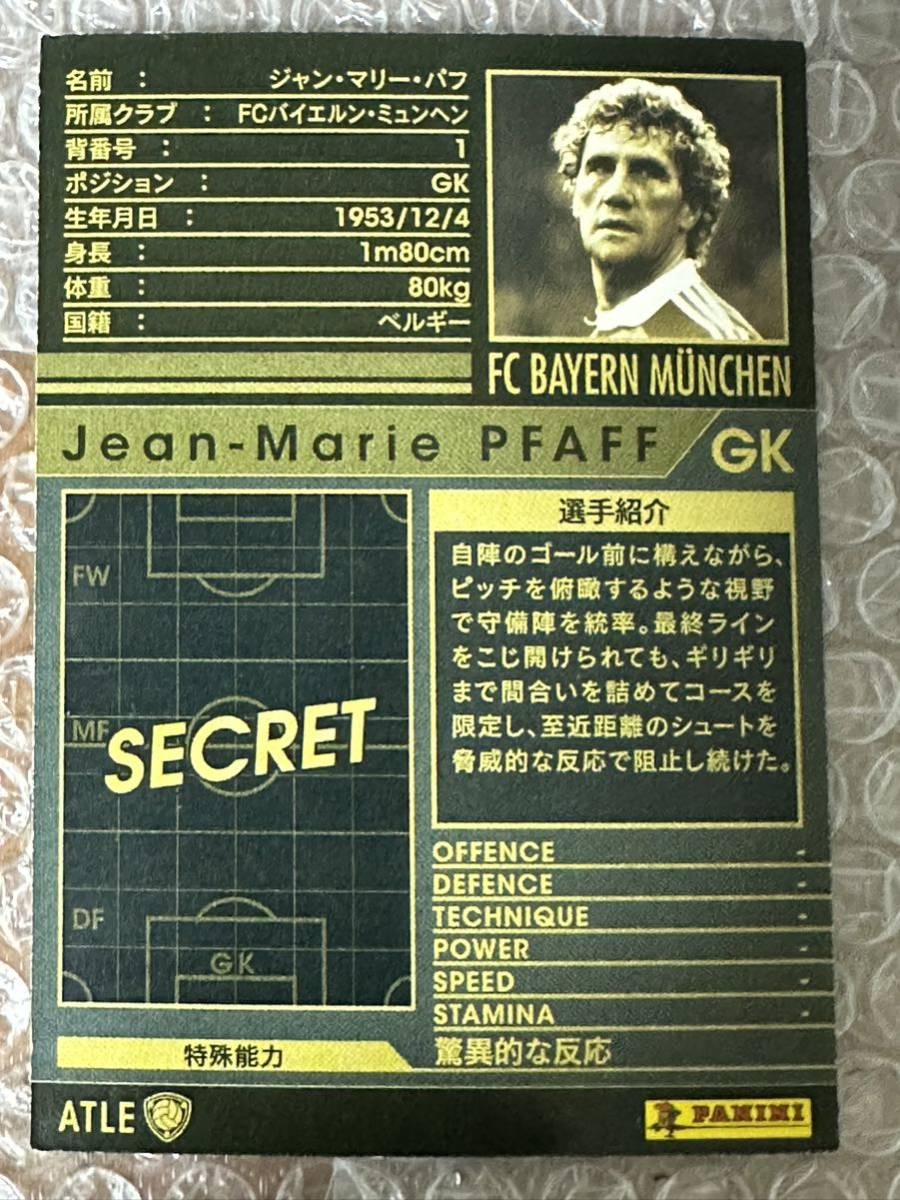 名前 : ジャン・マリー・パフ
所属クラブ : FCバイエルン・ミュンヘン
背番号 : 1
ポジション : GK
生年月日 : 1953/12/4
身長 : 1m80cm
体重 : 80kg
国籍 : ベルギー
FC BAYERN MÜNCHEN
Jean-Marie PFAFF GK
FW
MF
SECRET
DF
GK
選手紹介
自陣のゴール前に構えながら、
ピッチを俯瞰するような視野
で守備陣を統率。最終ライン
をこじ開けられても、ギリギリ
まで間合いを詰めてコースを
限定し、至近距離のシュートを
脅威的な反応で阻止し続けた。
OFFENCE -
DEFENCE -
TECHNIQUE -
POWER -
SPEED -
STAMINA -
特殊能力 驚異的な反応
ATLE
PANINI